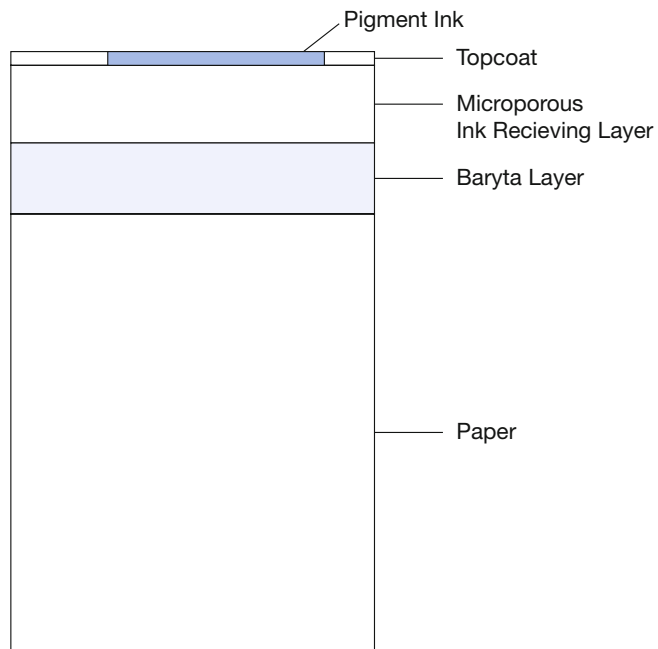 Pigment Ink
Topcoat
Microporous
Ink Recieving Layer
Baryta Layer
Paper